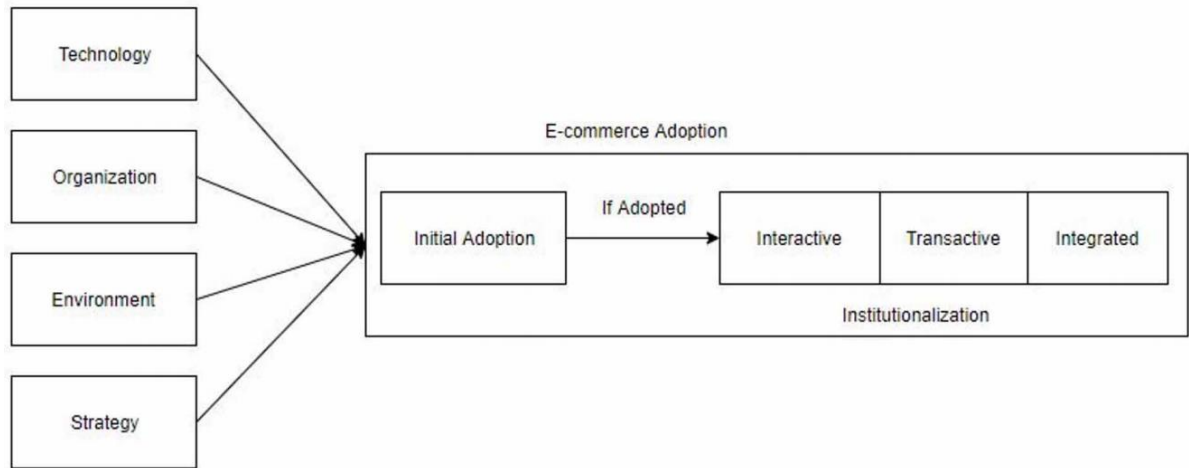 Technology
Organization
Environment
Strategy
E-commerce Adoption
Initial Adoption
If Adopted
Interactive
Transactive
Integrated
Institutionalization